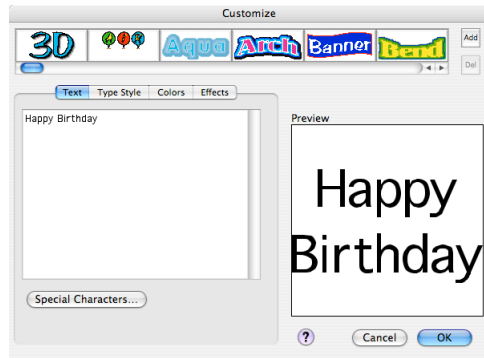 Customize
3D Aqua Arch Banner Bend Add
Del
Text Type Style Colors Effects
Happy Birthday
Preview
Happy
Birthday
Special Characters...
? Cancel OK